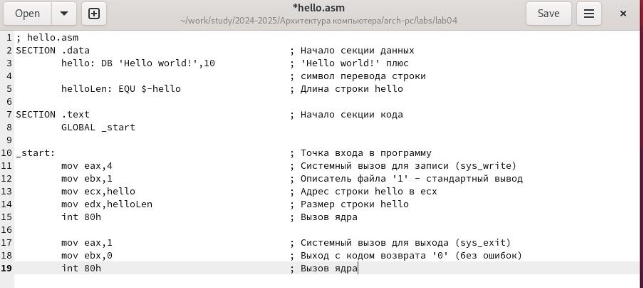 Open
*hello.asm
~/work/study/2024-2025/Архитектура компьютера/arch-pc/labs/lab04
Save
1 ; hello.asm
2 SECTION .data ; Начало секции данных
3 hello: DB 'Hello world!',10 ; 'Hello world!' плюс
4 ; символ перевода строки
5 helloLen: EQU $-hello ; Длина строки hello
6
7 SECTION .text ; Начало секции кода
8 GLOBAL _start
9
10 _start: ; Точка входа в программу
11 mov eax,4 ; Системный вызов для записи (sys_write)
12 mov ebx,1 ; Описатель файла '1' - стандартный вывод
13 mov ecx,hello ; Адрес строки hello в ecx
14 mov edx,helloLen ; Размер строки hello
15 int 80h ; Вызов ядра
16
17 mov eax,1 ; Системный вызов для выхода (sys_exit)
18 mov ebx,0 ; Выход с кодом возврата '0' (без ошибок)
19 int 80h ; Вызов ядра